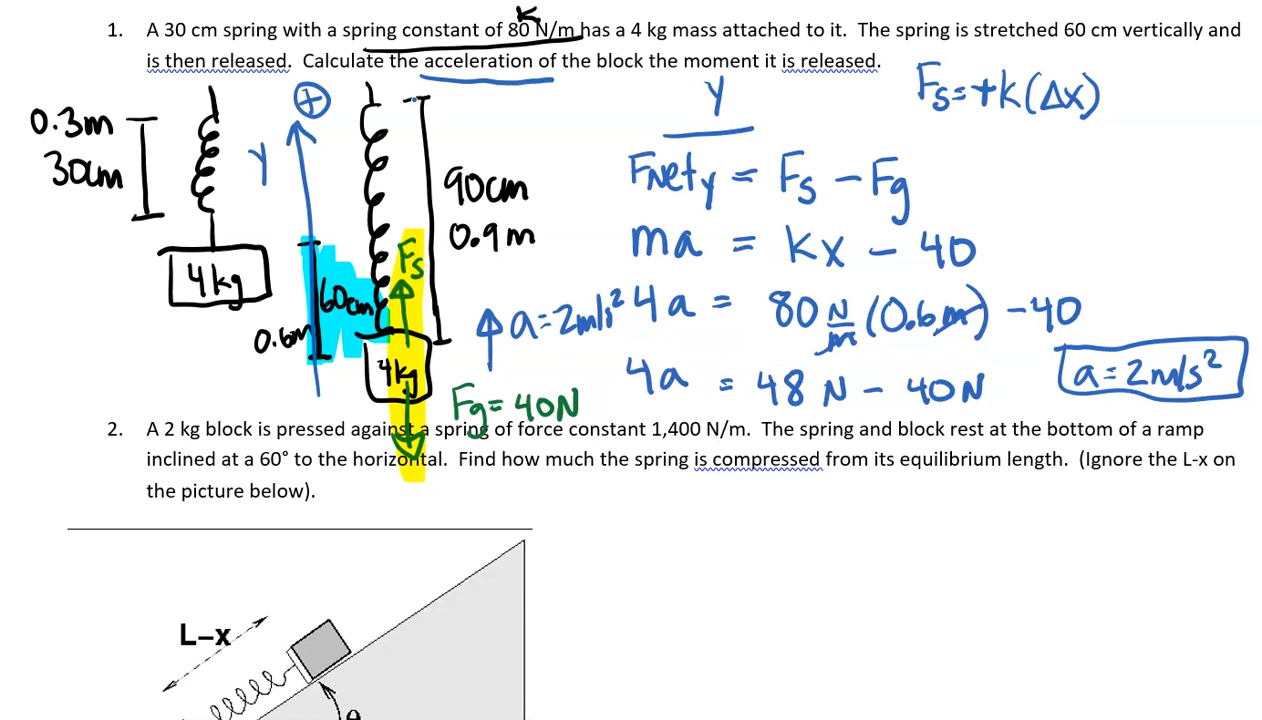 K
1. A 30 cm spring with a spring constant of 80 N/m has a 4 kg mass attached to it. The spring is stretched 60 cm vertically and
is then released. Calculate the acceleration of the block the moment it is released.
Fs=+k(Δx)
0.3m
30cm
4kg
Y
+
60cm
0.6m
Fs
4kg
90cm
0.9m
a=2m/s²
Fg=40N
Y
FNety = Fs − Fg
ma = kx − 40
4a = 80 N/m (0.6m) −40
4a = 48 N − 40N
a=2m/s²
2. A 2 kg block is pressed against a spring of force constant 1,400 N/m. The spring and block rest at the bottom of a ramp
inclined at a 60° to the horizontal. Find how much the spring is compressed from its equilibrium length. (Ignore the L-x on
the picture below).
L−x
θ